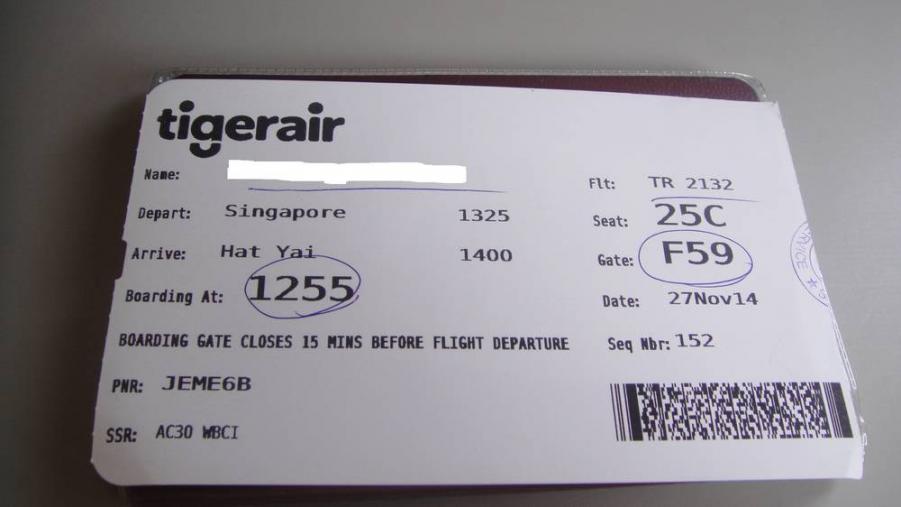 tigerair
Name:
Flt: TR 2132
Depart: Singapore 1325
Seat: 25C
Arrive: Hat Yai 1400
Gate: F59
Boarding At: 1255
Date: 27Nov14
BOARDING GATE CLOSES 15 MINS BEFORE FLIGHT DEPARTURE
Seq Nbr: 152
PNR: JEME6B
SSR: AC30 WBCI